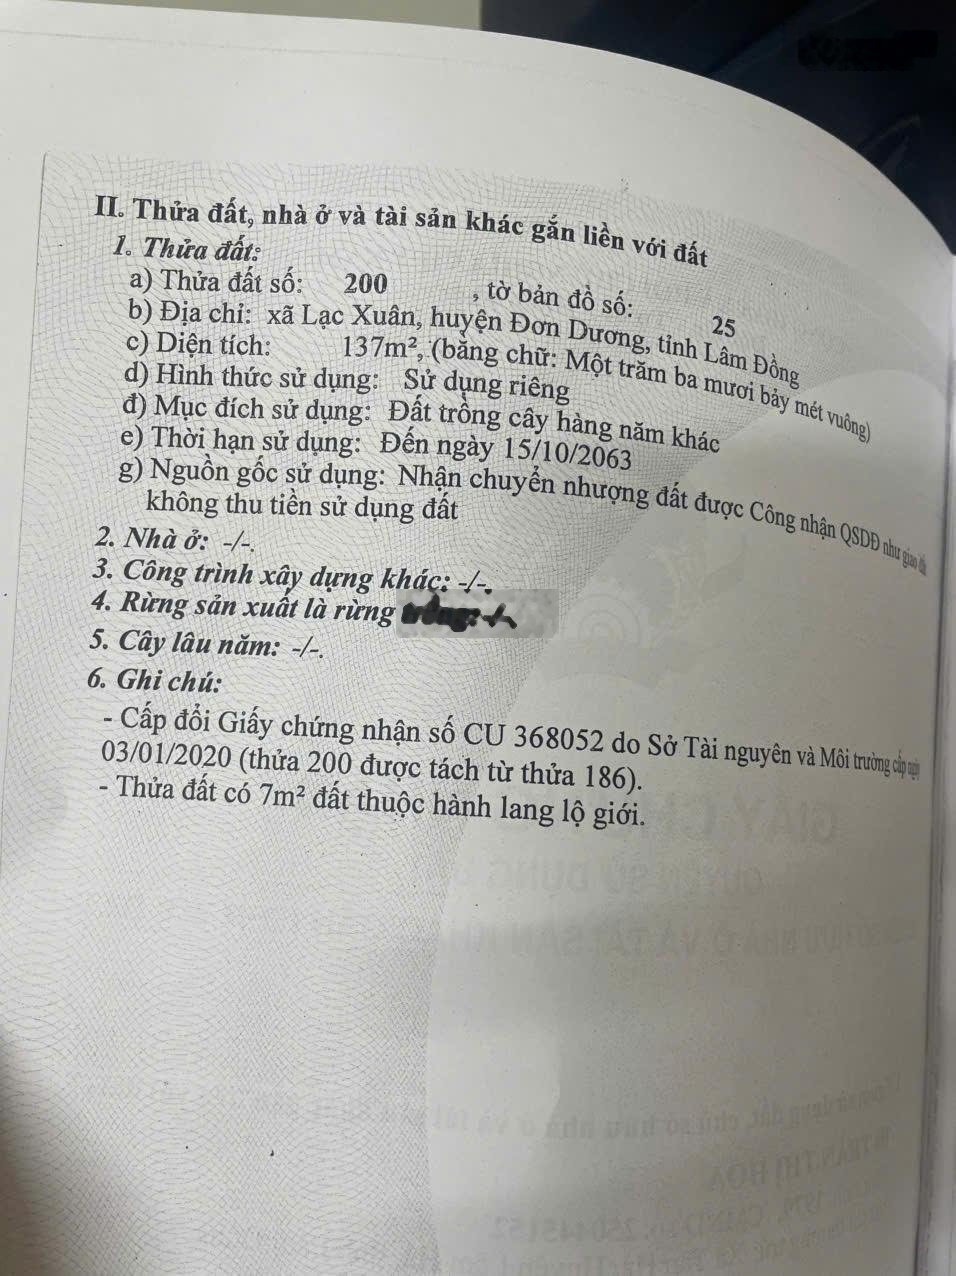 II. Thửa đất, nhà ở và tài sản khác gắn liền với đất
1. Thửa đất:
a) Thửa đất số: 200 , tờ bản đồ số: 25
b) Địa chỉ: xã Lạc Xuân, huyện Đơn Dương, tỉnh Lâm Đồng
c) Diện tích: 137m², (bằng chữ: Một trăm ba mươi bảy mét vuông)
d) Hình thức sử dụng: Sử dụng riêng
đ) Mục đích sử dụng: Đất trồng cây hàng năm khác
e) Thời hạn sử dụng: Đến ngày 15/10/2063
g) Nguồn gốc sử dụng: Nhận chuyển nhượng đất được Công nhận QSDĐ như giao đất
không thu tiền sử dụng đất
2. Nhà ở: -/-.
3. Công trình xây dựng khác: -/-.
4. Rừng sản xuất là rừng trồng: -/-.
5. Cây lâu năm: -/-.
6. Ghi chú:
- Cấp đổi Giấy chứng nhận số CU 368052 do Sở Tài nguyên và Môi trường cấp ngày
03/01/2020 (thửa 200 được tách từ thửa 186).
- Thửa đất có 7m² đất thuộc hành lang lộ giới.